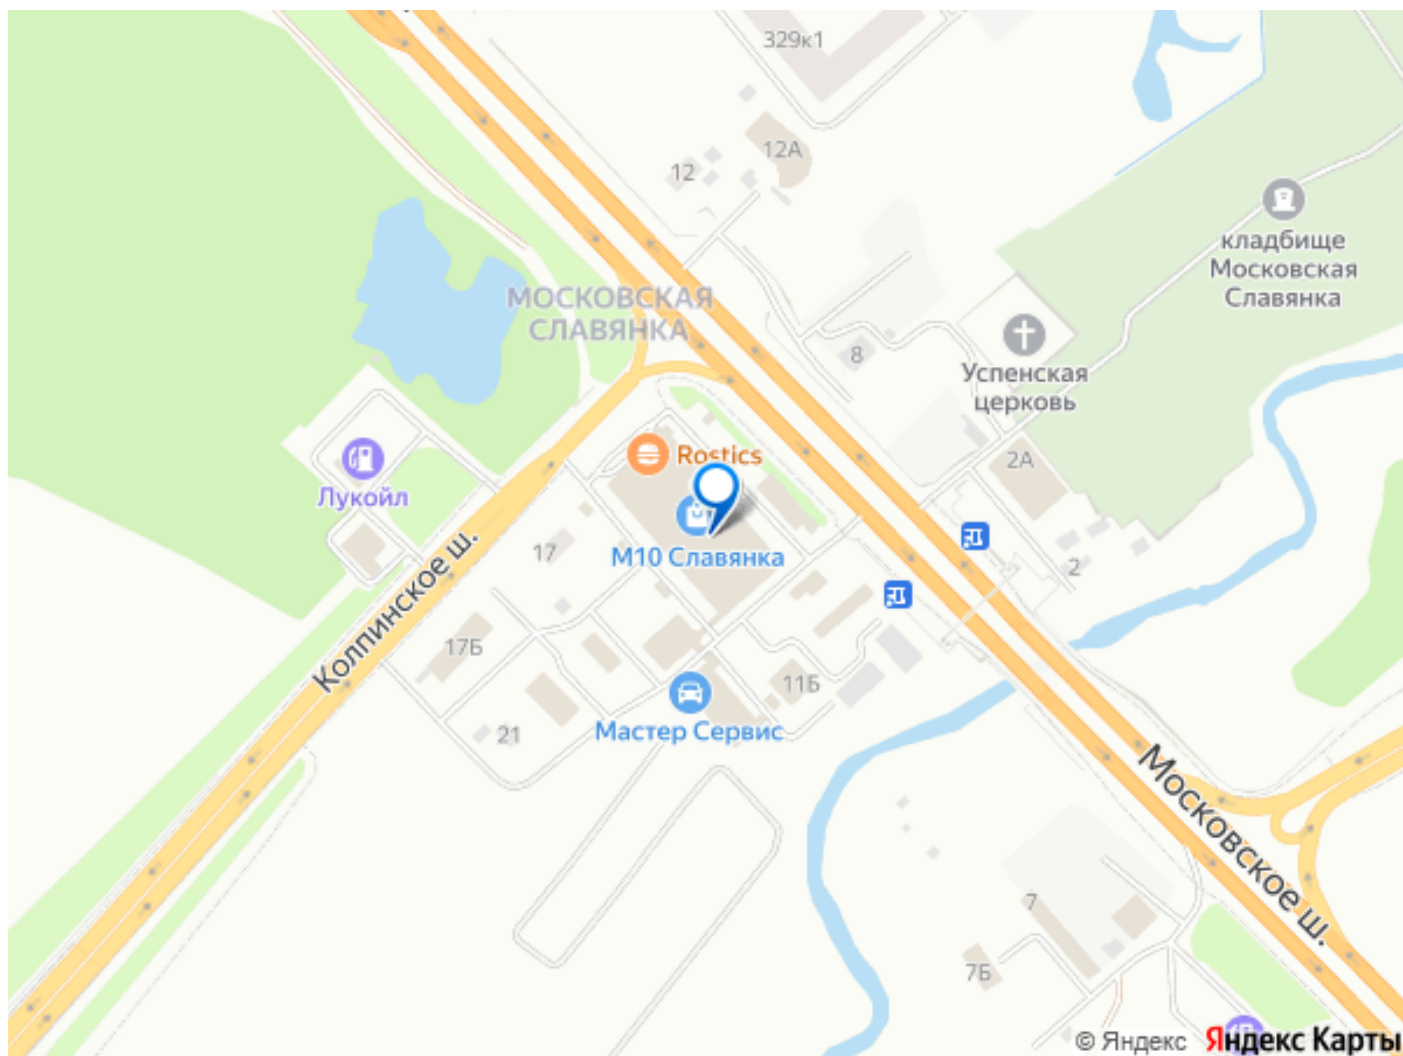 329к1
12А
12
кладбище
Московская
Славянка
МОСКОВСКАЯ
СЛАВЯНКА
8
Успенская
церковь
Rostics
2А
Лукойл
М10 Славянка
17
2
Колпинское ш.
17Б
11Б
21
Мастер Сервис
Московское ш.
7
7Б
© Яндекс Яндекс Карты